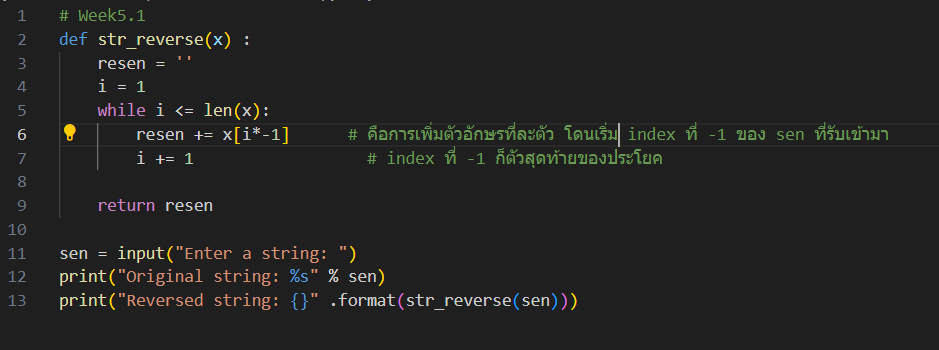 1 # Week5.1
2 def str_reverse(x) :
3 resen = ''
4 i = 1
5 while i <= len(x):
6 resen += x[i*-1] # คือการเพิ่มตัวอักษรที่ละตัว โดนเริ่ม index ที่ -1 ของ sen ที่รับเข้ามา
7 i += 1 # index ที่ -1 ก็ตัวสุดท้ายของประโยค
8
9 return resen
10
11 sen = input("Enter a string: ")
12 print("Original string: %s" % sen)
13 print("Reversed string: {}" .format(str_reverse(sen)))